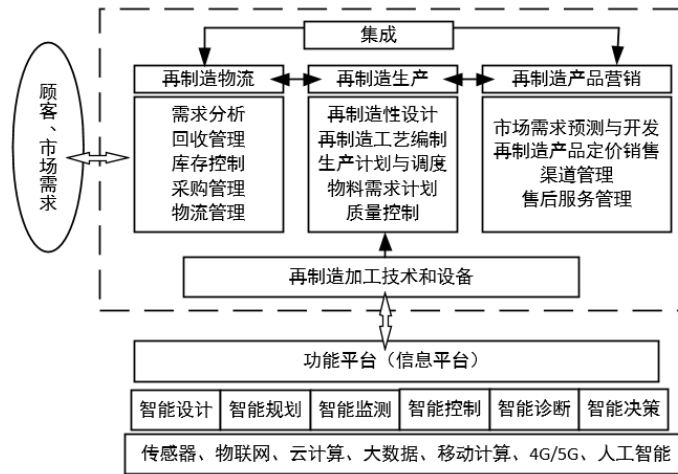 集成
再制造物流
再制造生产
再制造产品营销
顾客、市场需求
需求分析
回收管理
库存控制
采购管理
物流管理
再制造性设计
再制造工艺编制
生产计划与调度
物料需求计划
质量控制
市场需求预测与开发
再制造产品定价销售
渠道管理
售后服务管理
再制造加工技术和设备
功能平台（信息平台）
智能设计
智能规划
智能监测
智能控制
智能诊断
智能决策
传感器、物联网、云计算、大数据、移动计算、4G/5G、人工智能